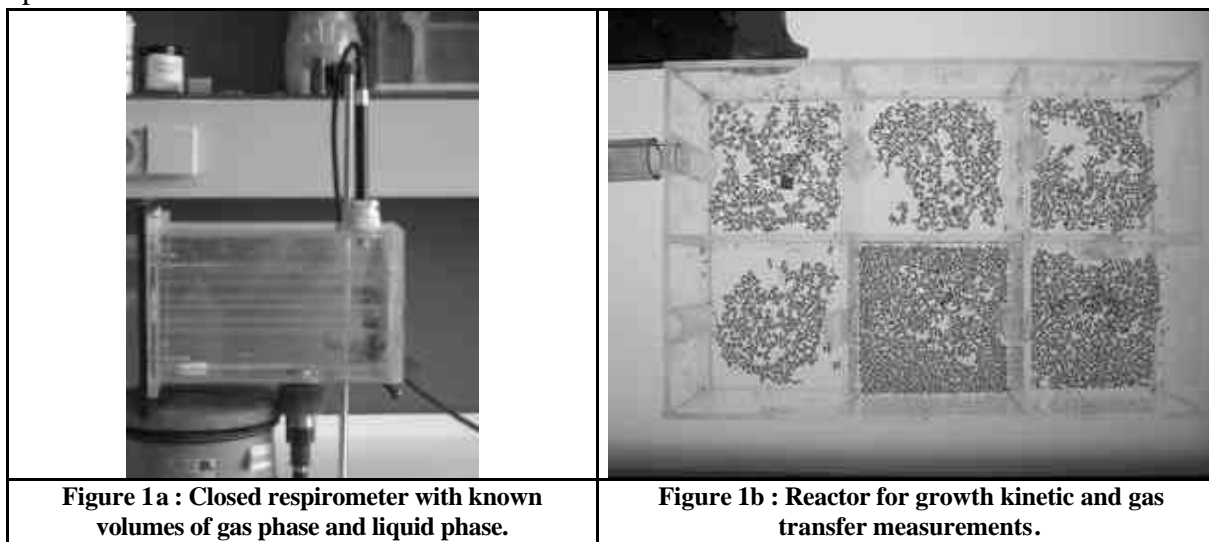 Figure 1a : Closed respirometer with known
volumes of gas phase and liquid phase.
Figure 1b : Reactor for growth kinetic and gas
transfer measurements.